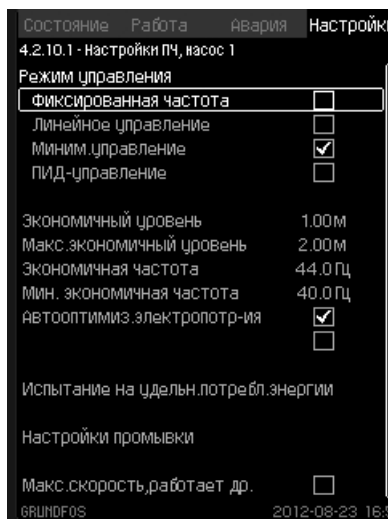 Состояние Работа Авария Настройк
4.2.10.1 - Настройки ПЧ, насос 1
Режим управления
Фиксированная частота
Линейное управление
Миним.управление
ПИД-управление
Экономичный уровень 1.00м
Макс.экономичный уровень 2.00м
Экономичная частота 44.0Гц
Мин. экономичная частота 40.0Гц
Автооптимиз.электропотр-ия
Испытание на удельн.потребл.энергии
Настройки промывки
Макс.скорость,работает др.
GRUNDFOS 2012-08-23 16: